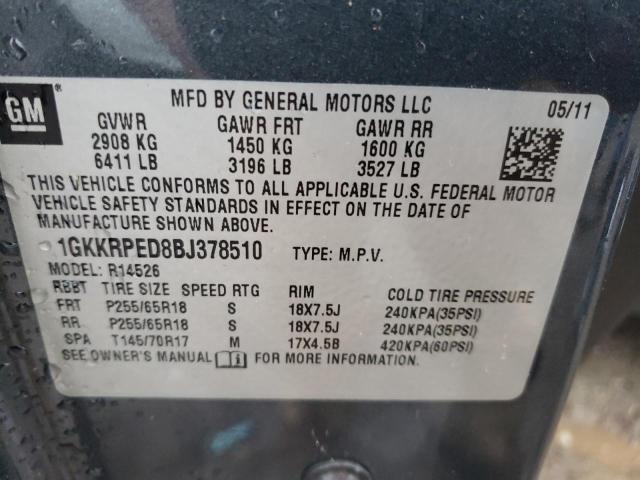 GM ®
MFD BY GENERAL MOTORS LLC 05/11
GVWR GAWR FRT GAWR RR
2908 KG 1450 KG 1600 KG
6411 LB 3196 LB 3527 LB
THIS VEHICLE CONFORMS TO ALL APPLICABLE U.S. FEDERAL MOTOR
VEHICLE SAFETY STANDARDS IN EFFECT ON THE DATE OF
MANUFACTURE SHOWN ABOVE.
1GKKRPED8BJ378510 TYPE: M.P.V.
MODEL: R14526
RBBT TIRE SIZE SPEED RTG RIM COLD TIRE PRESSURE
FRT P255/65R18 S 18X7.5J 240KPA(35PSI)
RR P255/65R18 S 18X7.5J 240KPA(35PSI)
SPA T145/70R17 M 17X4.5B 420KPA(60PSI)
SEE OWNER'S MANUAL FOR MORE INFORMATION.